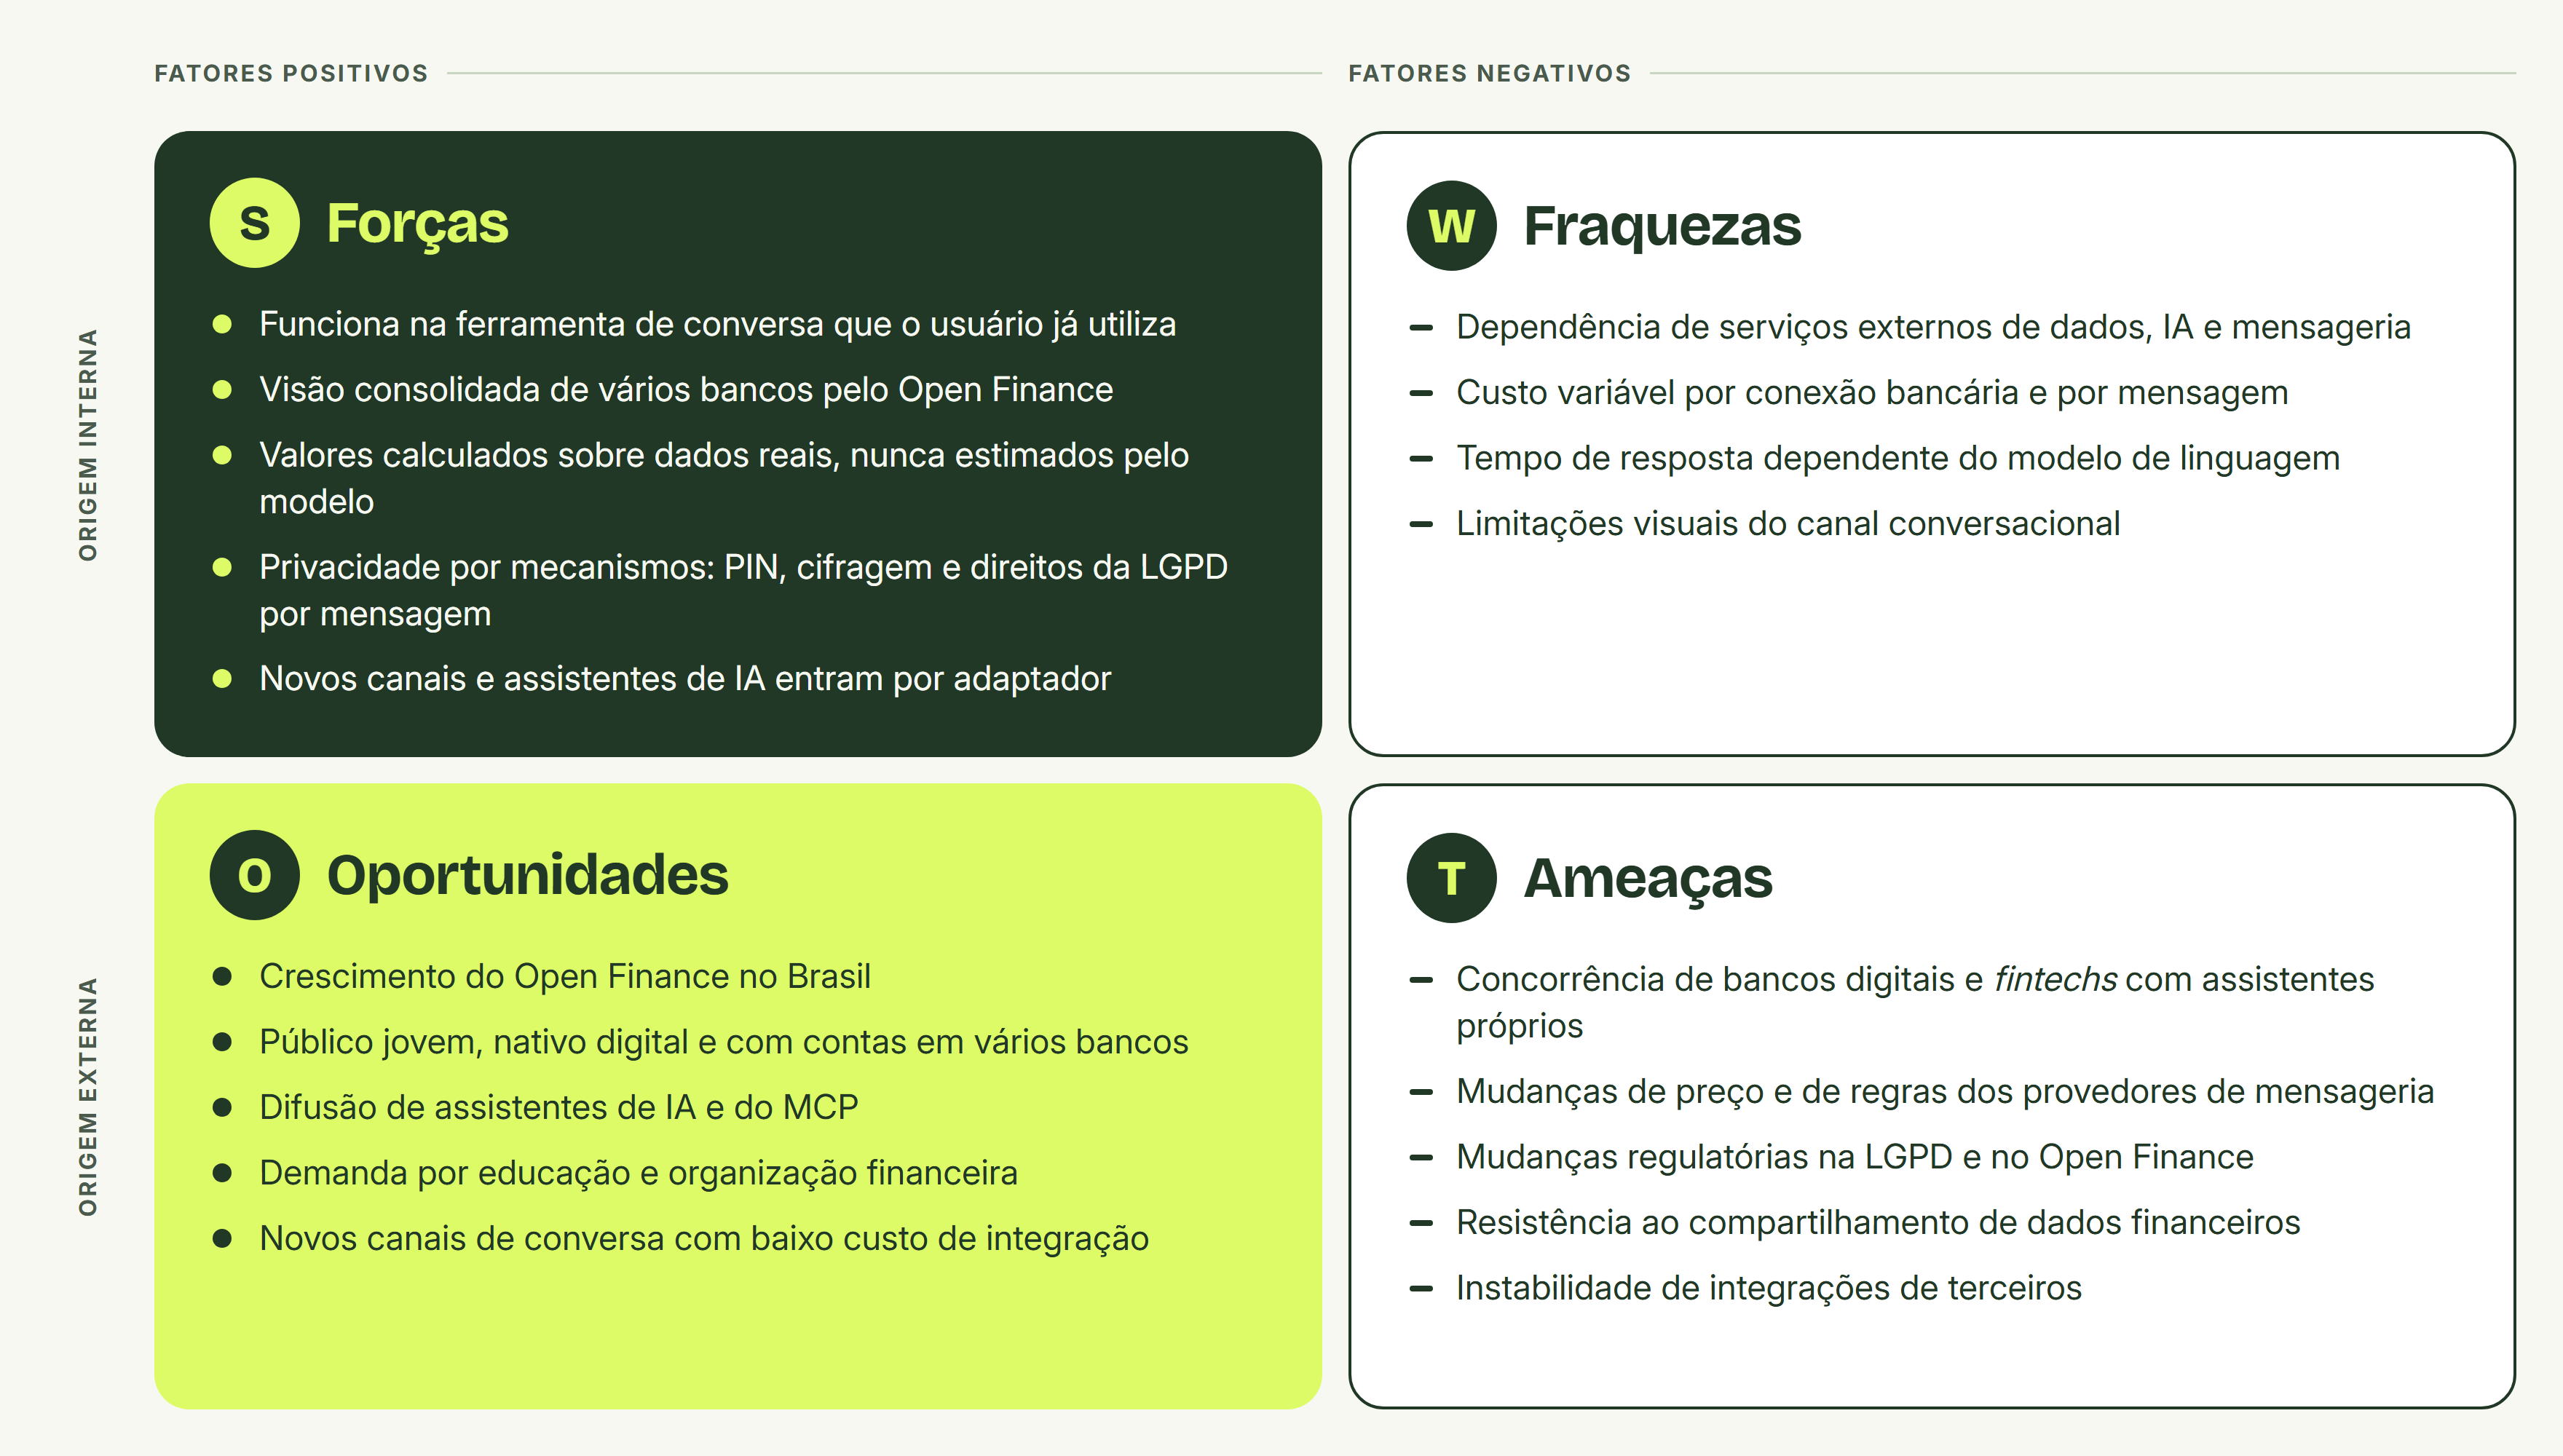 FATORES POSITIVOS
FATORES NEGATIVOS
ORIGEM INTERNA
S
Forças
Funciona na ferramenta de conversa que o usuário já utiliza
Visão consolidada de vários bancos pelo Open Finance
Valores calculados sobre dados reais, nunca estimados pelo
modelo
Privacidade por mecanismos: PIN, cifragem e direitos da LGPD
por mensagem
Novos canais e assistentes de IA entram por adaptador
W
Fraquezas
Dependência de serviços externos de dados, IA e mensageria
Custo variável por conexão bancária e por mensagem
Tempo de resposta dependente do modelo de linguagem
Limitações visuais do canal conversacional
ORIGEM EXTERNA
O
Oportunidades
Crescimento do Open Finance no Brasil
Público jovem, nativo digital e com contas em vários bancos
Difusão de assistentes de IA e do MCP
Demanda por educação e organização financeira
Novos canais de conversa com baixo custo de integração
T
Ameaças
Concorrência de bancos digitais e fintechs com assistentes
próprios
Mudanças de preço e de regras dos provedores de mensageria
Mudanças regulatórias na LGPD e no Open Finance
Resistência ao compartilhamento de dados financeiros
Instabilidade de integrações de terceiros